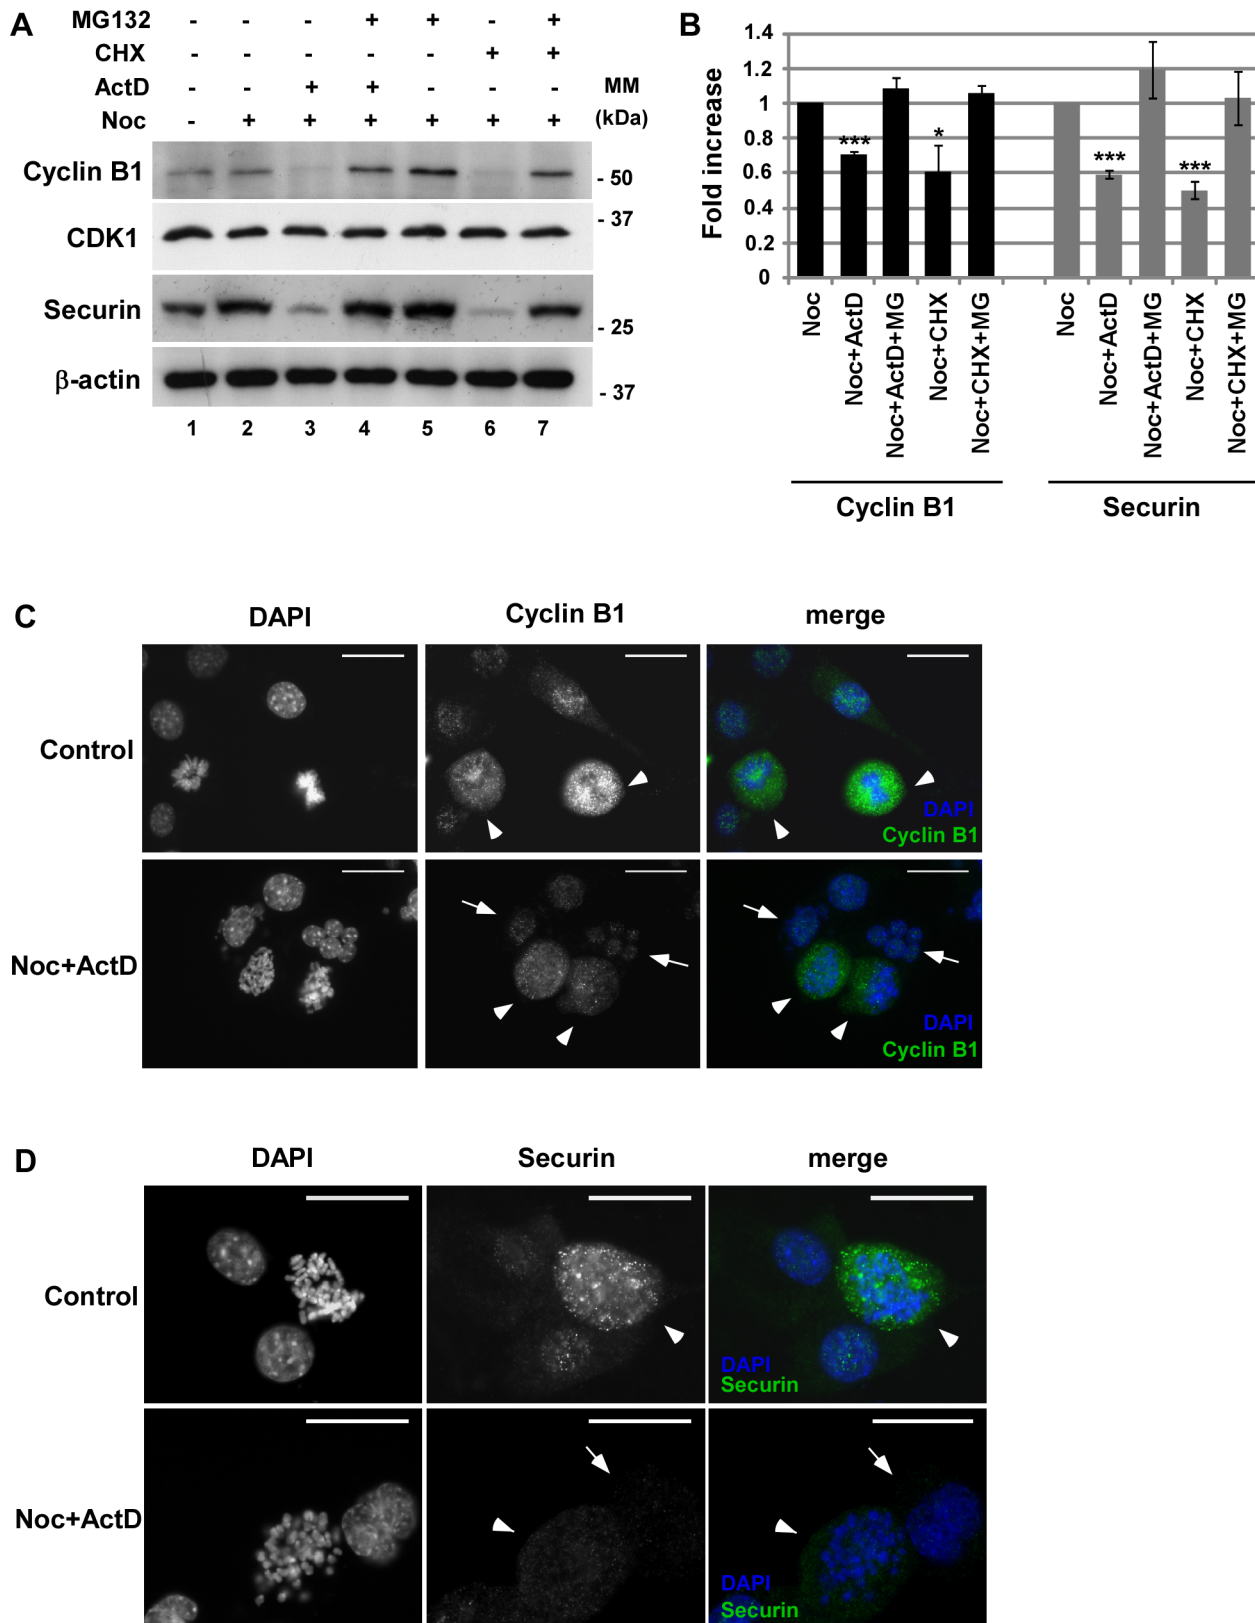 A
MG132 - - - + + - +
CHX - - - - - + +
ActD - - + + - - - MM
Noc - + + + + + + (kDa)
Cyclin B1 - 50
CDK1 - 37
Securin - 25
β-actin - 37
1 2 3 4 5 6 7
B
Fold increase
1.4
1.2
1
0.8
0.6
0.4
0.2
0
*** * *** ***
Noc
Noc+ActD
Noc+ActD+MG
Noc+CHX
Noc+CHX+MG
Noc
Noc+ActD
Noc+ActD+MG
Noc+CHX
Noc+CHX+MG
Cyclin B1 Securin
C
DAPI Cyclin B1 merge
Control
DAPI
Cyclin B1
Noc+ActD
DAPI
Cyclin B1
D
DAPI Securin merge
Control
DAPI
Securin
Noc+ActD
DAPI
Securin